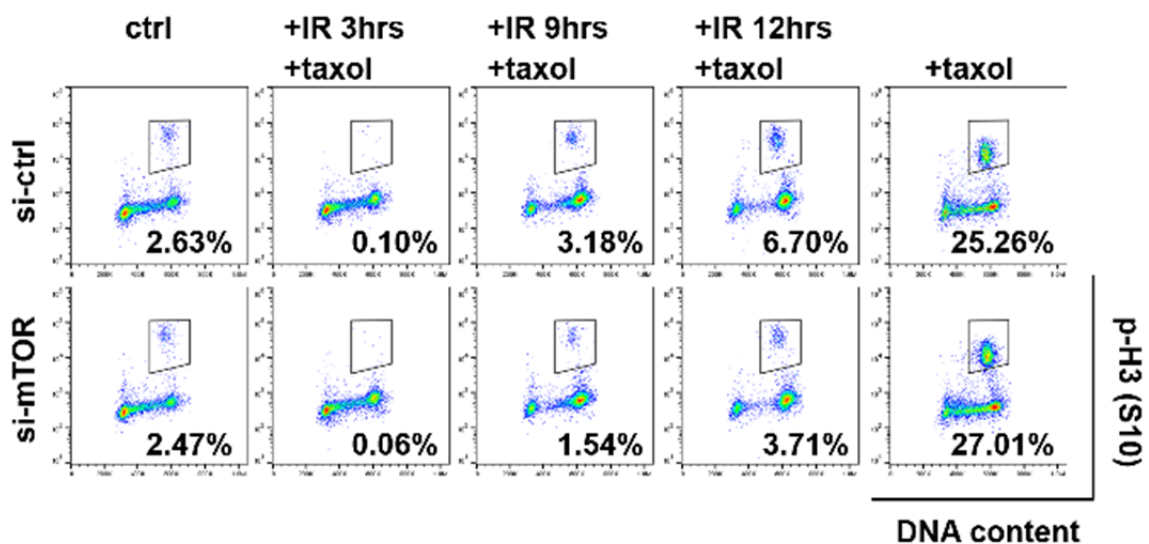 ctrl
+IR 3hrs
+taxol
+IR 9hrs
+taxol
+IR 12hrs
+taxol
+taxol
si-ctrl
2.63%
0.10%
3.18%
6.70%
25.26%
si-mTOR
2.47%
0.06%
1.54%
3.71%
27.01%
p-H3 (S10)
DNA content